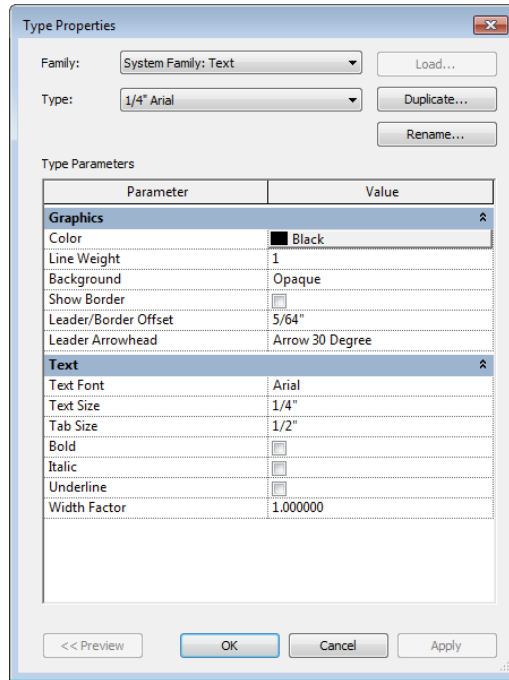 Type Properties
Family: System Family: Text Load...
Type: 1/4" Arial Duplicate...
Rename...
Type Parameters
Parameter Value
Graphics
Color Black
Line Weight 1
Background Opaque
Show Border
Leader/Border Offset 5/64"
Leader Arrowhead Arrow 30 Degree
Text
Text Font Arial
Text Size 1/4"
Tab Size 1/2"
Bold
Italic
Underline
Width Factor 1.000000
<< Preview OK Cancel Apply